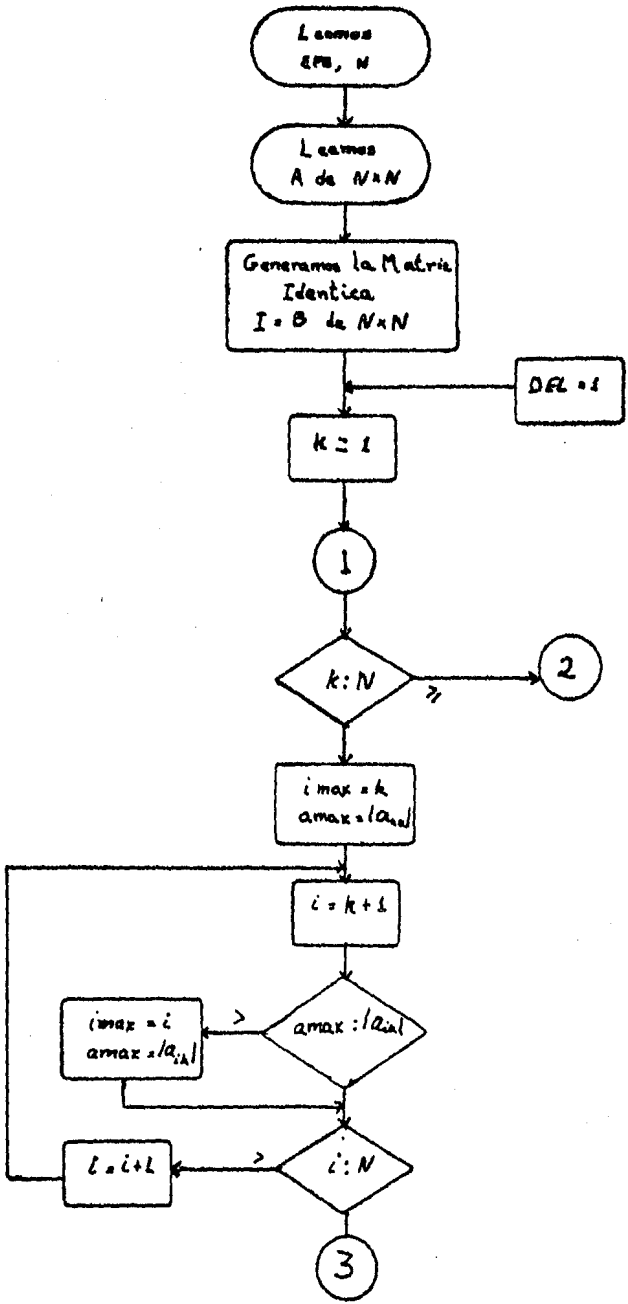 Leemos
EPS, N
Leemos
A de N×N
Generamos la Matriz
Identica
I = B de N×N
DEL = 1
k = 1
1
k : N
≥
2
imax = k
amax = |akk|
i = k + 1
amax : |aik|
>
imax = i
amax = |aik|
i : N
>
i = i + 1
3